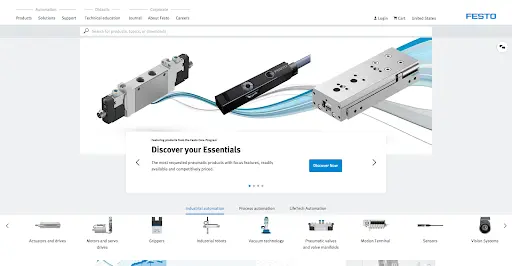 Automation Didactic Corporate
Products Solutions Support Technical education Journal About Festo Careers
Login Cart United States
FESTO
Search for products, topics, or downloads
Featuring products from the Festo Core Program
Discover your Essentials
The most requested pneumatic products with focus features, readily
available and competitively priced.
Discover Now
Industrial automation Process automation LifeTech Automation
Actuators and drives
Motors and servo
drives
Grippers
Industrial robots
Vacuum technology
Pneumatic valves
and valve manifolds
Motion Terminal
Sensors
Vision Systems